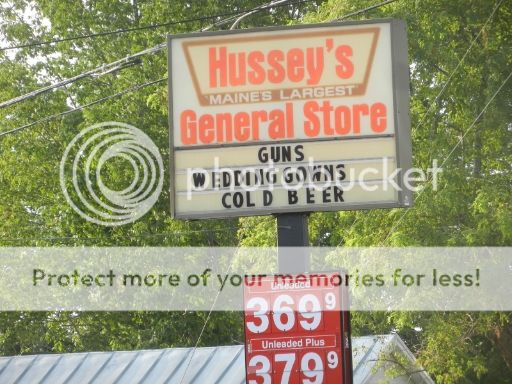 Hussey's
"MAINE'S LARGEST"
General Store
GUNS
WEDDING GOWNS
COLD BEER
photobucket
Protect more of your memories for less!
Unleaded
369 9
Unleaded Plus
379 9